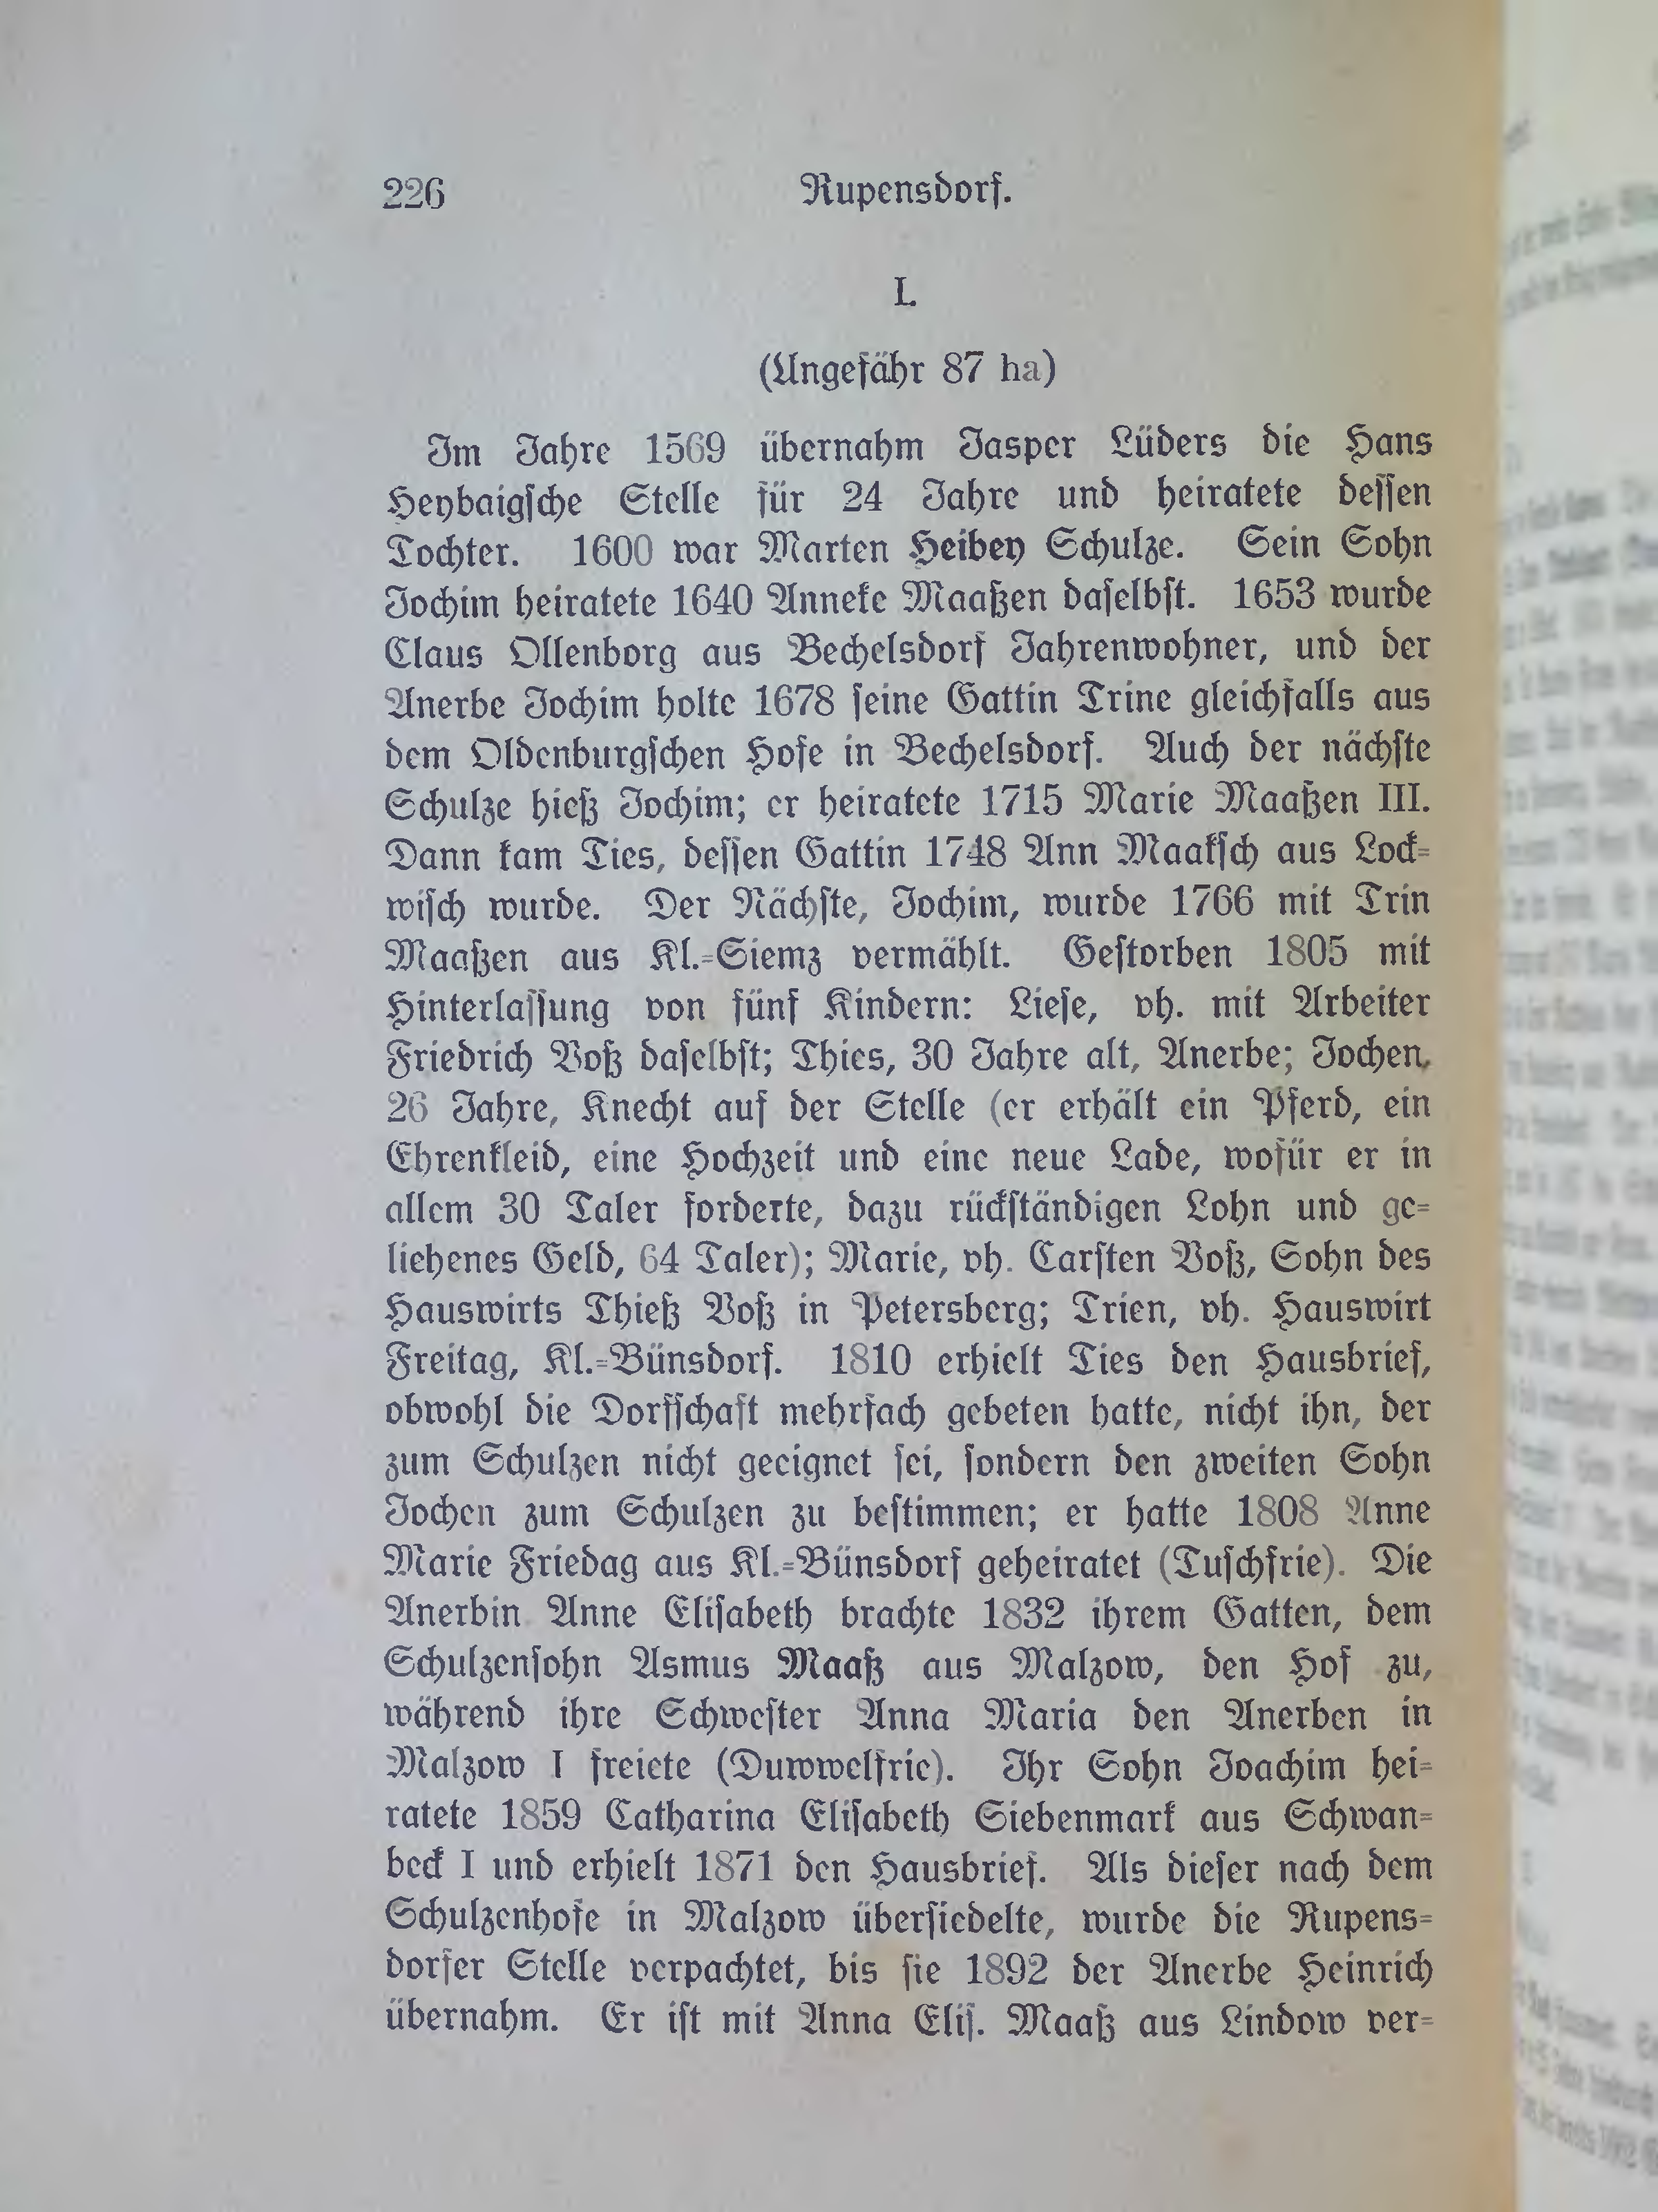 226 Rupensdorf.
I.
(Ungefähr 87 ha)
Im Jahre 1569 übernahm Jasper Lüders die Hans
Heybaigsche Stelle für 24 Jahre und heiratete dessen
Tochter. 1600 war Marten Heibey Schulze. Sein Sohn
Jochim heiratete 1640 Anneke Maaßen daselbst. 1653 wurde
Claus Ollenborg aus Bechelsdorf Jahrenwohner, und der
Anerbe Jochim holte 1678 seine Gattin Trine gleichfalls aus
dem Oldenburgschen Hofe in Bechelsdorf. Auch der nächste
Schulze hieß Jochim; er heiratete 1715 Marie Maaßen III.
Dann kam Ties, dessen Gattin 1748 Ann Maaksch aus Lock-
wisch wurde. Der Nächste, Jochim, wurde 1766 mit Trin
Maaßen aus Kl.-Siemz vermählt. Gestorben 1805 mit
Hinterlassung von fünf Kindern: Liese, vh. mit Arbeiter
Friedrich Voß daselbst; Thies, 30 Jahre alt, Anerbe; Jochen,
26 Jahre, Knecht auf der Stelle (er erhält ein Pferd, ein
Ehrenkleid, eine Hochzeit und eine neue Lade, wofür er in
allem 30 Taler forderte, dazu rückständigen Lohn und ge-
liehenes Geld, 64 Taler); Marie, vh. Carsten Voß, Sohn des
Hauswirts Thieß Voß in Petersberg; Trien, vh. Hauswirt
Freitag, Kl.-Bünsdorf. 1810 erhielt Ties den Hausbrief,
obwohl die Dorfschaft mehrfach gebeten hatte, nicht ihn, der
zum Schulzen nicht geeignet sei, sondern den zweiten Sohn
Jochen zum Schulzen zu bestimmen; er hatte 1808 Anne
Marie Friedag aus Kl.-Bünsdorf geheiratet (Tuschfrie). Die
Anerbin Anne Elisabeth brachte 1832 ihrem Gatten, dem
Schulzensohn Asmus Maaß aus Malzow, den Hof zu,
während ihre Schwester Anna Maria den Anerben in
Malzow I freiete (Duwwelfrie). Ihr Sohn Joachim hei-
ratete 1859 Catharina Elisabeth Siebenmark aus Schwan-
beck I und erhielt 1871 den Hausbrief. Als dieser nach dem
Schulzenhofe in Malzow übersiedelte, wurde die Rupens-
dorfer Stelle verpachtet, bis sie 1892 der Anerbe Heinrich
übernahm. Er ist mit Anna Elis. Maaß aus Lindow ver-